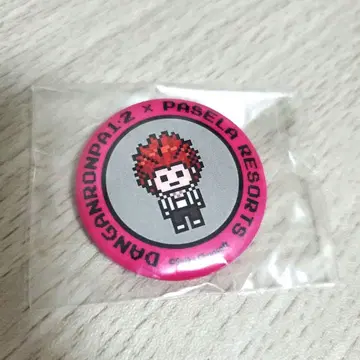 DANGANRONPA1・2 × PASELA RESORTS